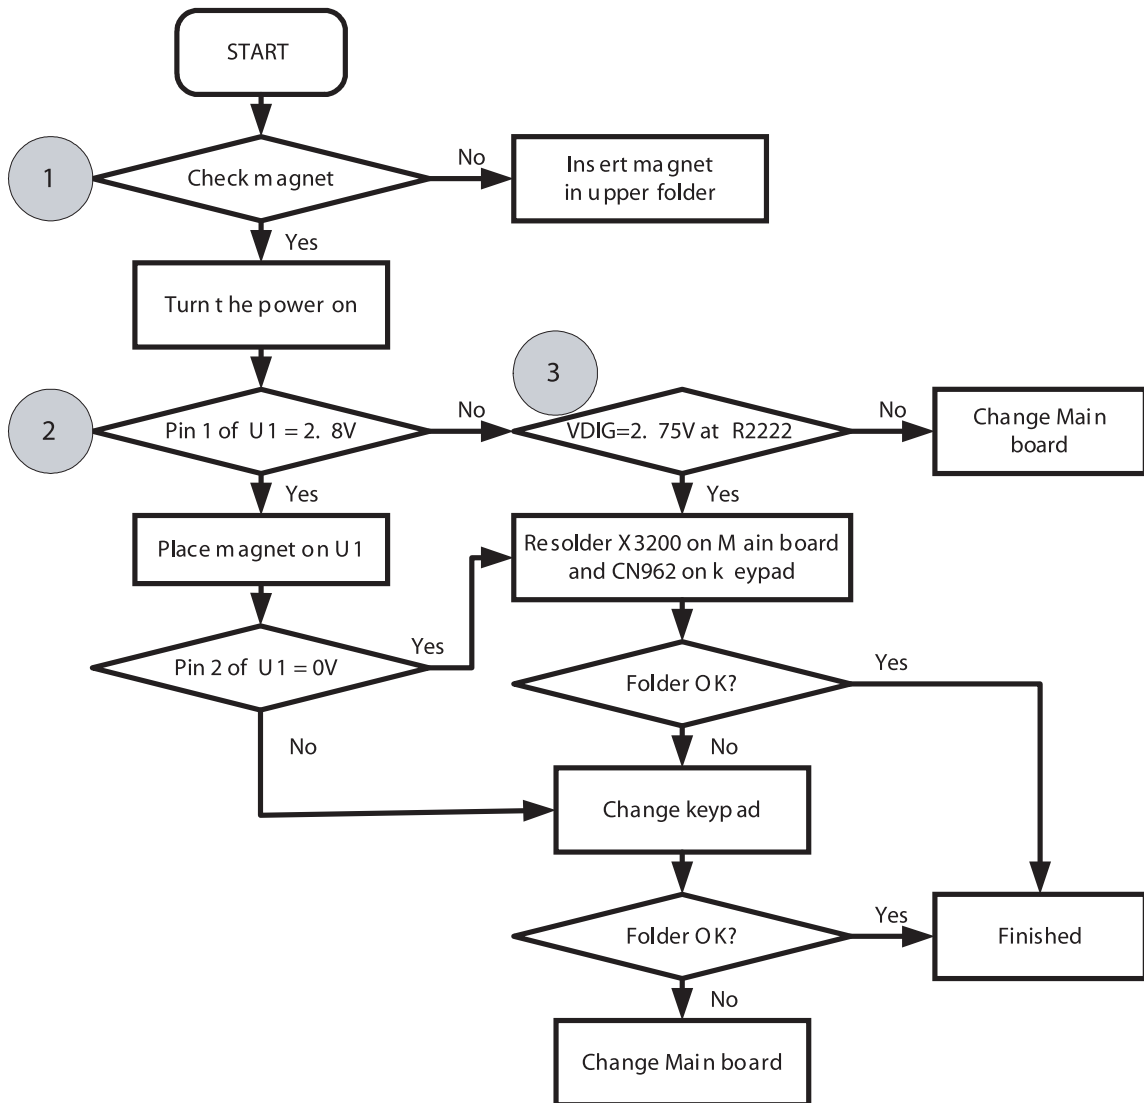 START
1
Check magnet
No
Insert magnet
in upper folder
Yes
Turn the power on
3
2
Pin 1 of U1 = 2. 8V
No
VDIG=2. 75V at R2222
No
Change Main
board
Yes
Yes
Place magnet on U1
Resolder X3200 on Main board
and CN962 on keypad
Pin 2 of U1 = 0V
Yes
Folder OK?
Yes
No
No
Change keypad
Folder OK?
Yes
Finished
No
Change Main board